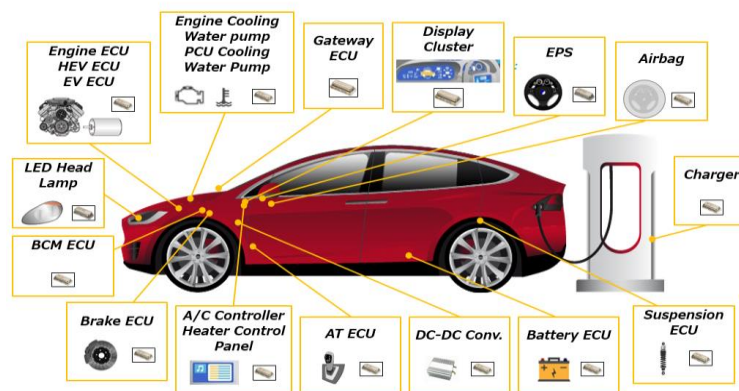 Engine ECU
HEV ECU
EV ECU
Engine Cooling
Water pump
PCU Cooling
Water Pump
Gateway
ECU
Display
Cluster
EPS
Airbag
LED Head
Lamp
Charger
BCM ECU
Brake ECU
A/C Controller
Heater Control
Panel
AT ECU
DC-DC Conv.
Battery ECU
Suspension
ECU